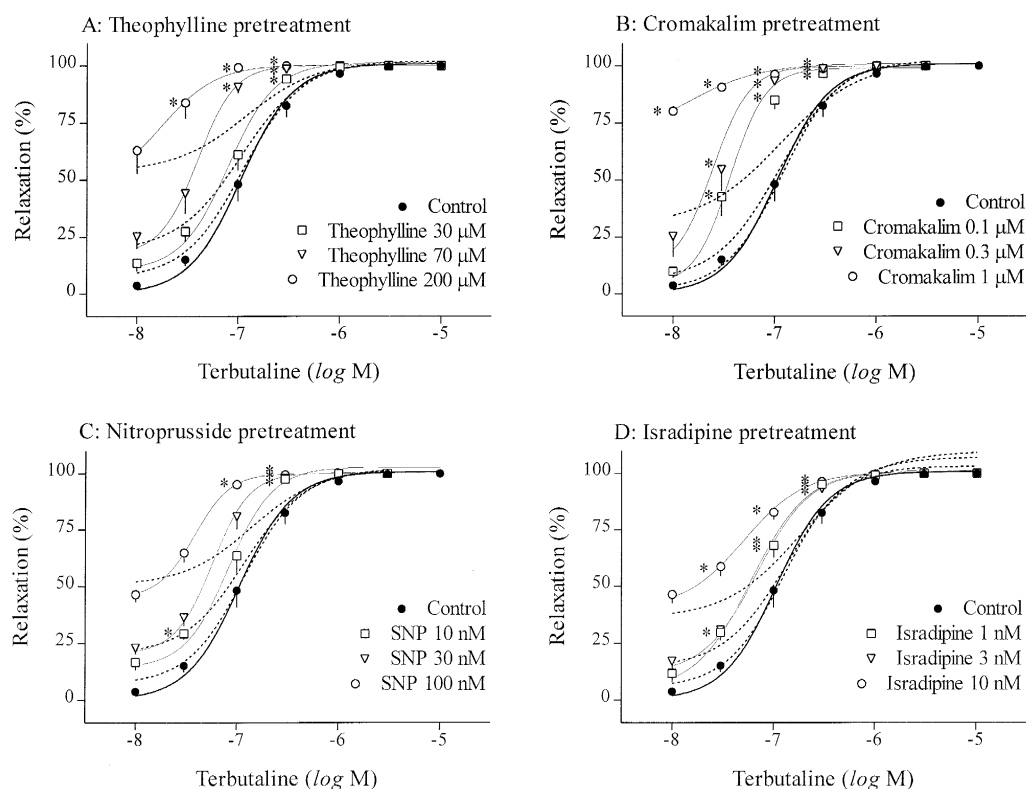 A: Theophylline pretreatment
Relaxation (%)
100
75
50
25
0
* * * * * * *
Control
Theophylline 30 µM
Theophylline 70 µM
Theophylline 200 µM
-8 -7 -6 -5
Terbutaline (log M)
B: Cromakalim pretreatment
Relaxation (%)
100
75
50
25
0
* * * * * * * * *
Control
Cromakalim 0.1 µM
Cromakalim 0.3 µM
Cromakalim 1 µM
-8 -7 -6 -5
Terbutaline (log M)
C: Nitroprusside pretreatment
Relaxation (%)
100
75
50
25
0
* * * * *
Control
SNP 10 nM
SNP 30 nM
SNP 100 nM
-8 -7 -6 -5
Terbutaline (log M)
D: Isradipine pretreatment
Relaxation (%)
100
75
50
25
0
* * * * * * * *
Control
Isradipine 1 nM
Isradipine 3 nM
Isradipine 10 nM
-8 -7 -6 -5
Terbutaline (log M)